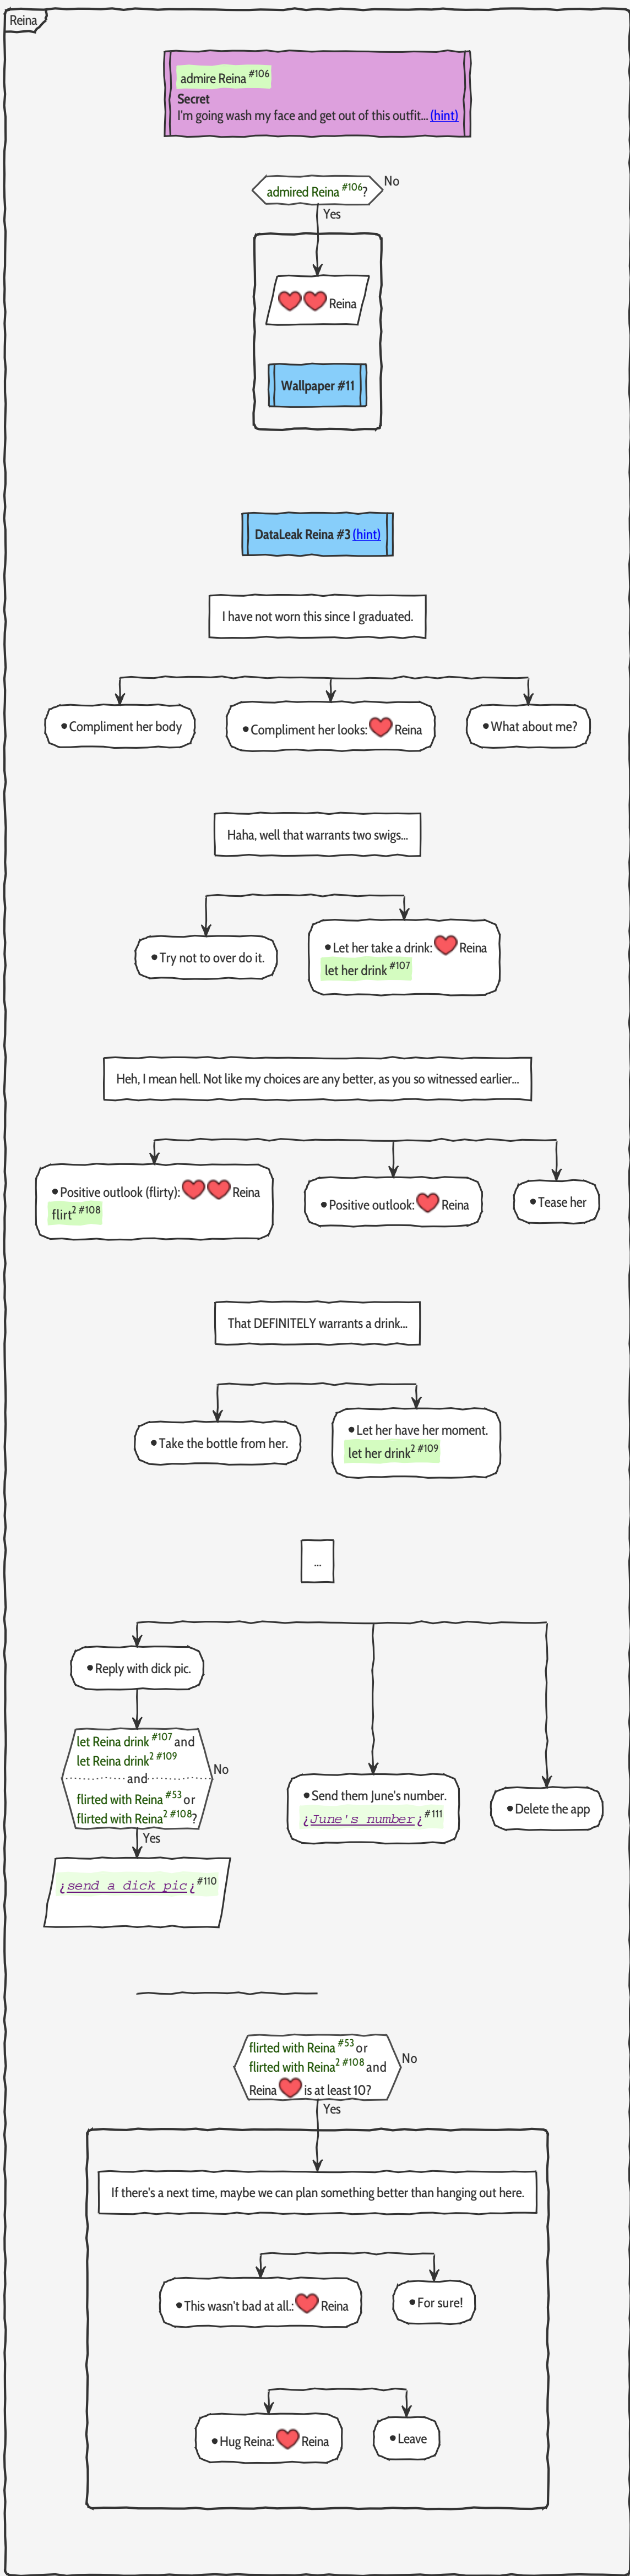 Reina
admire Reina #106
Secret
I'm going wash my face and get out of this outfit... (hint)
admired Reina #106?
No
Yes
Reina
Wallpaper #11
DataLeak Reina #3 (hint)
I have not worn this since I graduated.
• Compliment her body
• Compliment her looks: ❤ Reina
• What about me?
Haha, well that warrants two swigs...
• Try not to over do it.
• Let her take a drink: ❤ Reina
let her drink #107
Heh, I mean hell. Not like my choices are any better, as you so witnessed earlier...
• Positive outlook (flirty): ❤❤ Reina
flirt2 #108
• Positive outlook: ❤ Reina
• Tease her
That DEFINITELY warrants a drink...
• Take the bottle from her.
• Let her have her moment.
let her drink2 #109
...
• Reply with dick pic.
let Reina drink #107 and
let Reina drink2 #109
and
flirted with Reina #53 or
flirted with Reina2 #108?
No
Yes
¿send a dick pic¿ #110
• Send them June's number.
¿June's number¿ #111
• Delete the app
flirted with Reina #53 or
flirted with Reina2 #108 and
Reina ❤ is at least 10?
No
Yes
If there's a next time, maybe we can plan something better than hanging out here.
• This wasn't bad at all.: ❤ Reina
• For sure!
• Hug Reina: ❤ Reina
• Leave